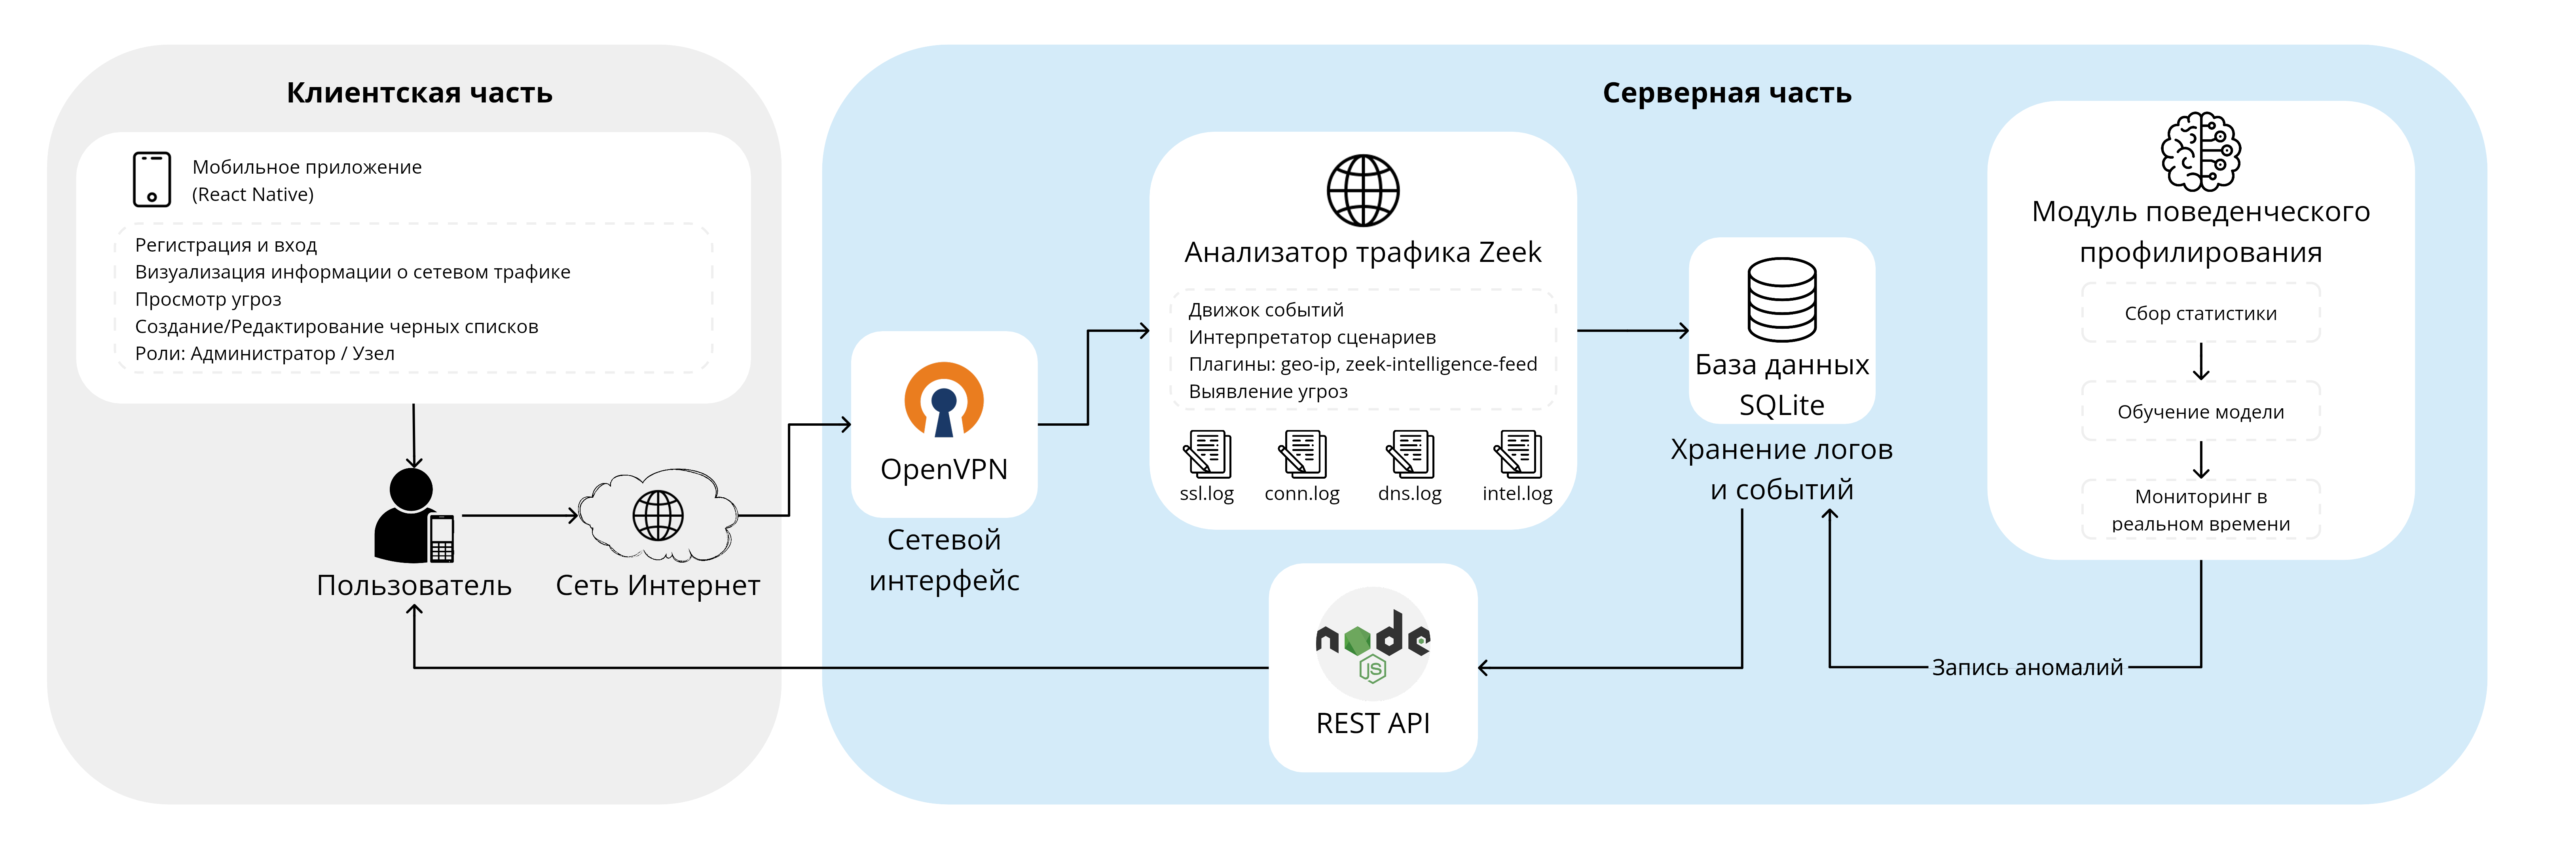 Клиентская часть
Мобильное приложение
(React Native)
Регистрация и вход
Визуализация информации о сетевом трафике
Просмотр угроз
Создание/Редактирование черных списков
Роли: Администратор / Узел
Пользователь
Сеть Интернет
Серверная часть
OpenVPN
Сетевой
интерфейс
Анализатор трафика Zeek
Движок событий
Интерпретатор сценариев
Плагины: geo-ip, zeek-intelligence-feed
Выявление угроз
ssl.log
conn.log
dns.log
intel.log
База данных
SQLite
Хранение логов
и событий
Модуль поведенческого
профилирования
Сбор статистики
Обучение модели
Мониторинг в
реальном времени
Запись аномалий
node
JS
REST API